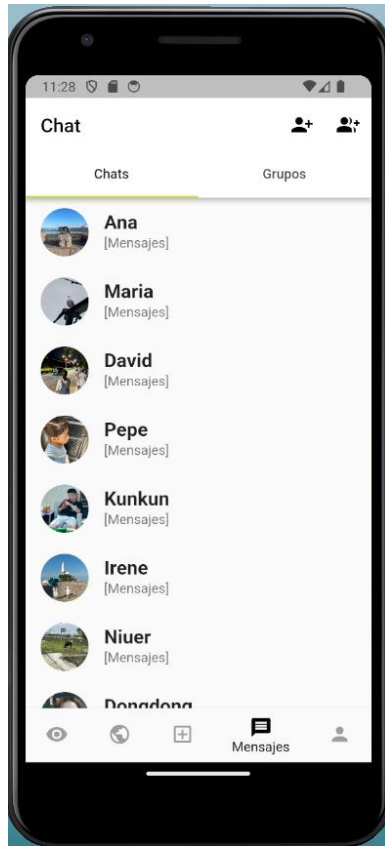 11:28
Chat
Chats Grupos
Ana
[Mensajes]
Maria
[Mensajes]
David
[Mensajes]
Pepe
[Mensajes]
Kunkun
[Mensajes]
Irene
[Mensajes]
Niuer
[Mensajes]
Dongdong
Mensajes